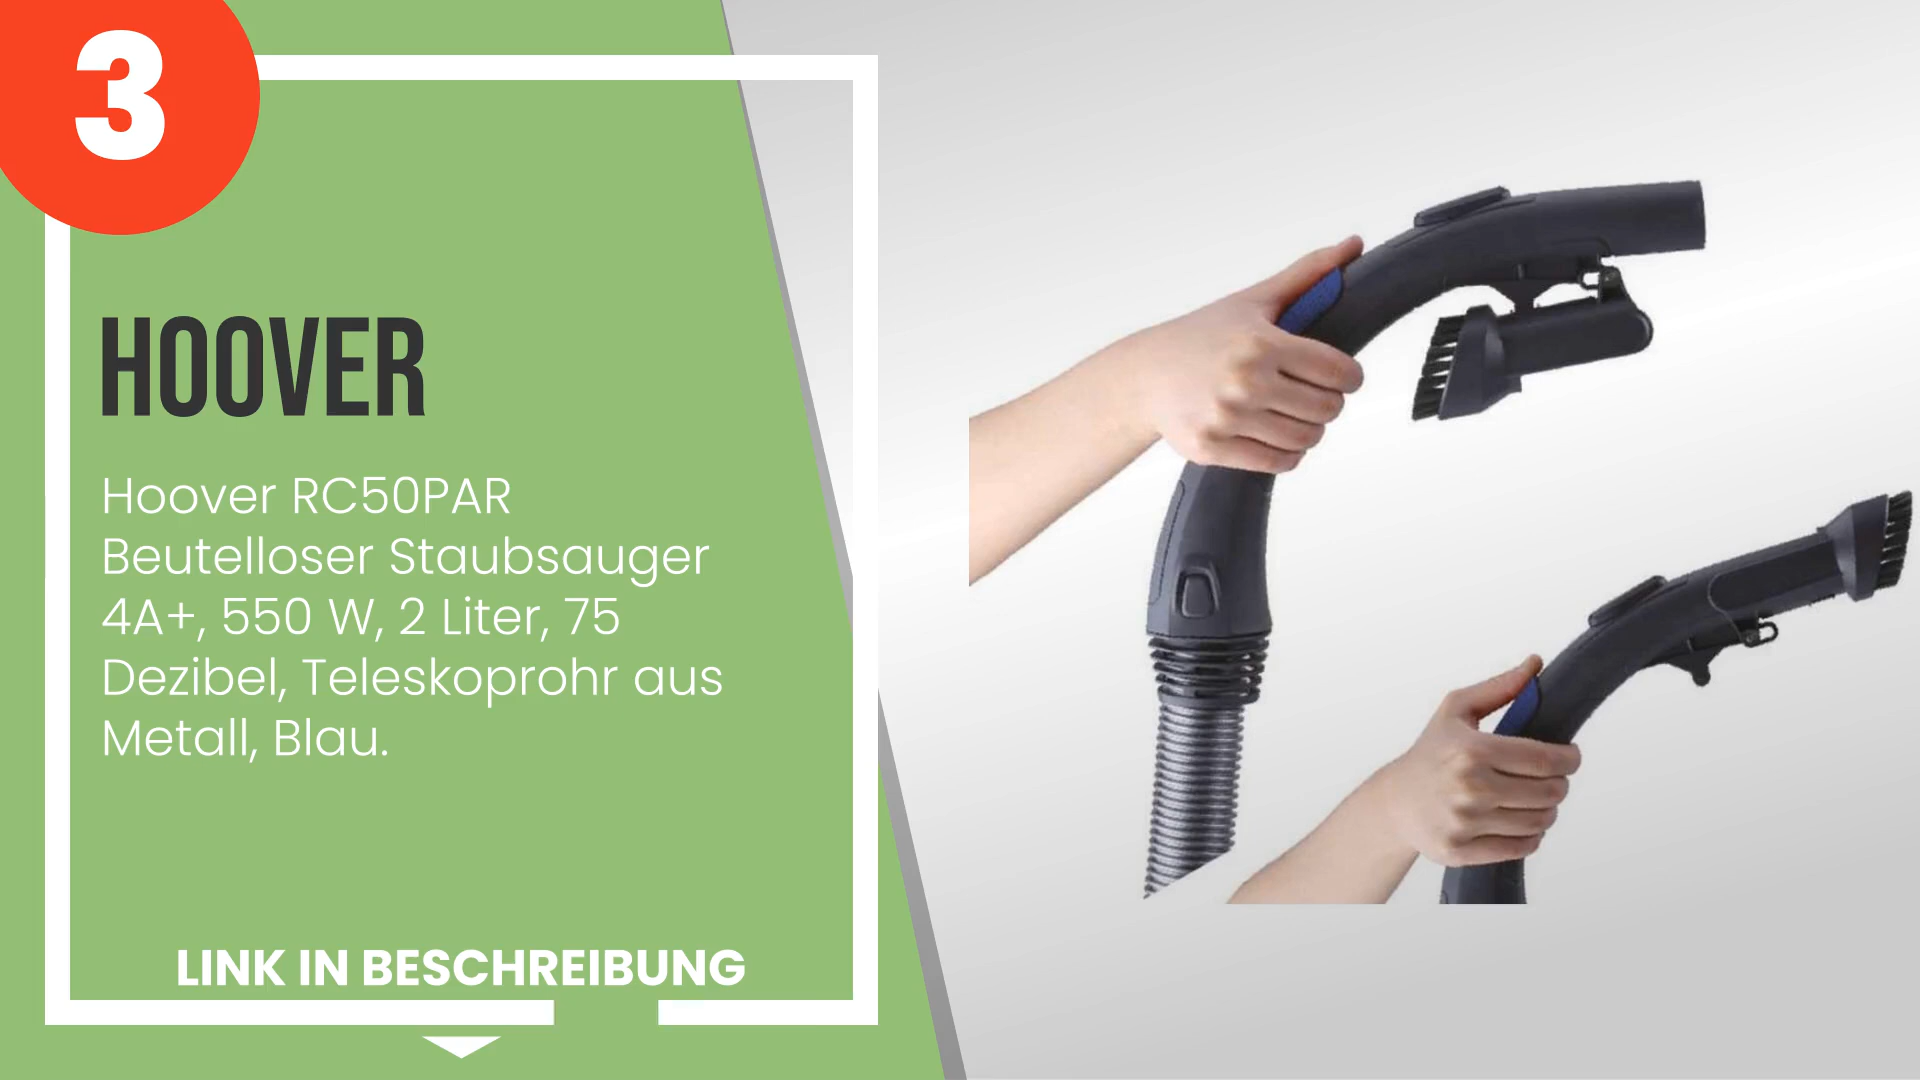 3
HOOVER
Hoover RC50PAR
Beutelloser Staubsauger
4A+, 550 W, 2 Liter, 75
Dezibel, Teleskoprohr aus
Metall, Blau.
LINK IN BESCHREIBUNG